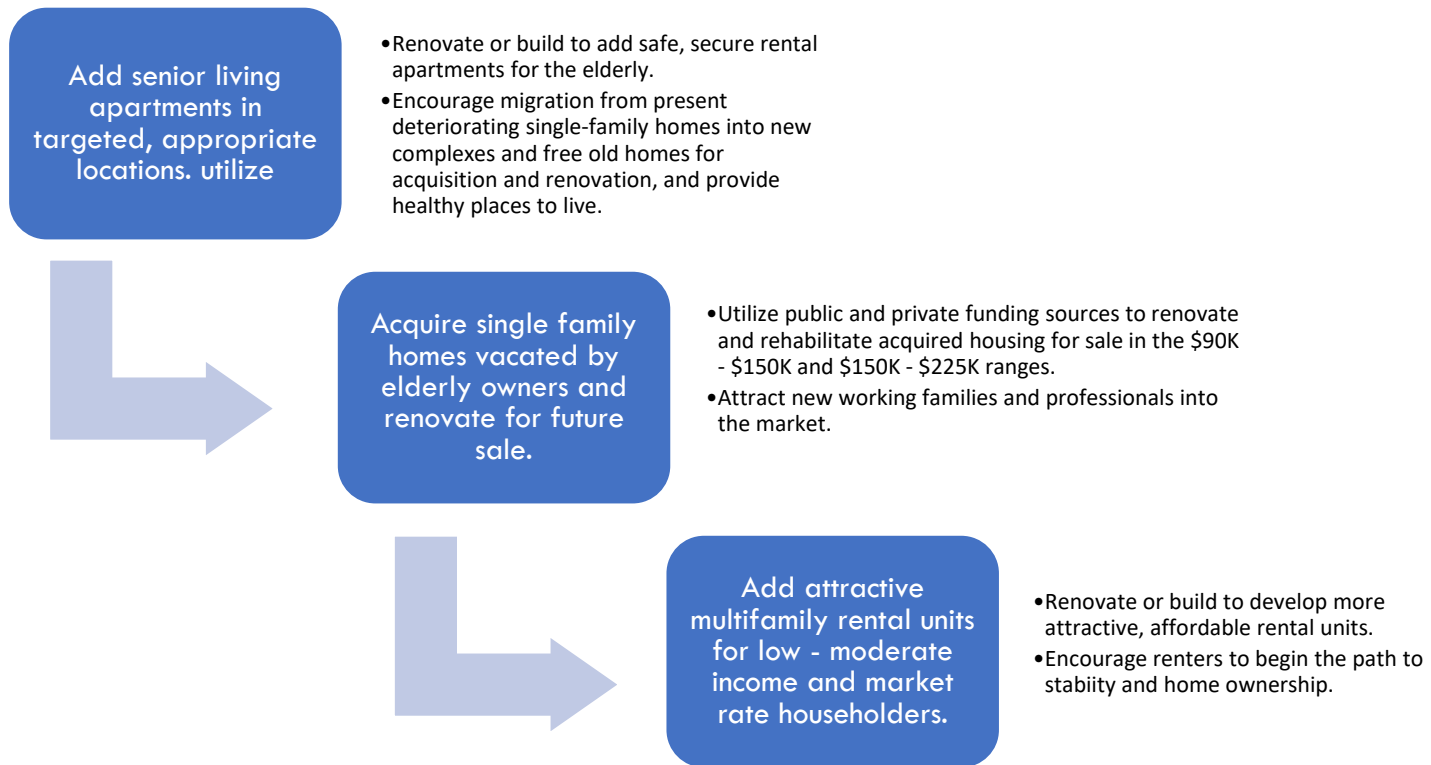 Add senior living
apartments in
targeted, appropriate
locations. utilize
•Renovate or build to add safe, secure rental
apartments for the elderly.
•Encourage migration from present
deteriorating single-family homes into new
complexes and free old homes for
acquisition and renovation, and provide
healthy places to live.
Acquire single family
homes vacated by
elderly owners and
renovate for future
sale.
•Utilize public and private funding sources to renovate
and rehabilitate acquired housing for sale in the $90K
- $150K and $150K - $225K ranges.
•Attract new working families and professionals into
the market.
Add attractive
multifamily rental units
for low - moderate
income and market
rate householders.
•Renovate or build to develop more
attractive, affordable rental units.
•Encourage renters to begin the path to
stabiity and home ownership.